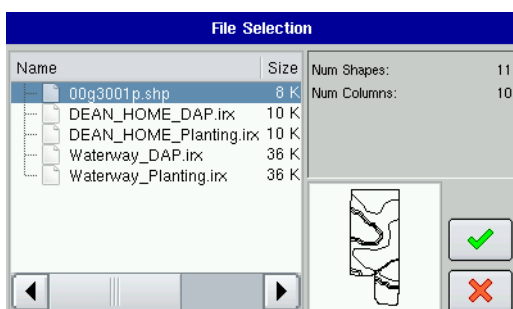 File Selection
Name Size
00g3001p.shp 8 K
DEAN_HOME_DAP.irx 10 K
DEAN_HOME_Planting.irx 10 K
Waterway_DAP.irx 36 K
Waterway_Planting.irx 36 K
Num Shapes: 11
Num Columns: 10